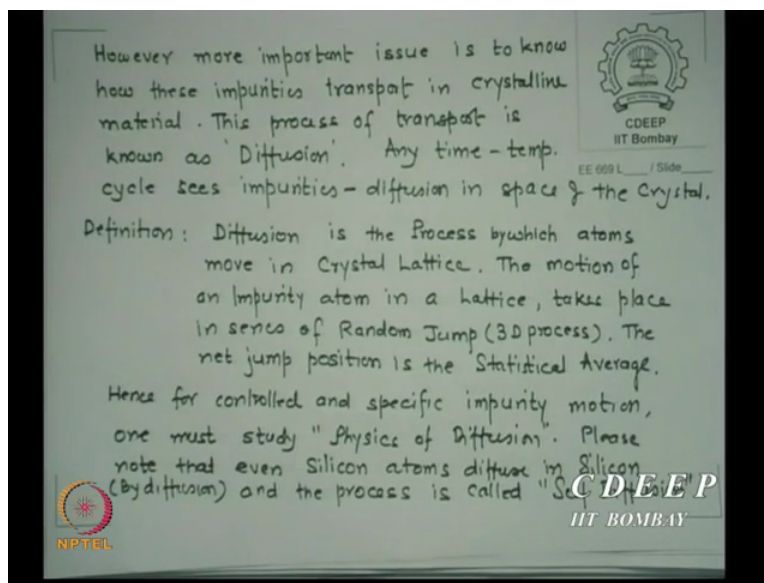 However more important issue is to know
how these impurities transport in crystalline
material. This process of transport is
known as 'Diffusion'. Any time - temp.
cycle sees impurities - diffusion in space & the Crystal.
Definition: Diffusion is the Process bywhich atoms
move in Crystal Lattice. The motion of
an Impurity atom in a Lattice, takes place
in series of Random Jump (3D process). The
net jump position is the Statistical Average.
Hence for controlled and specific impurity motion,
one must study "Physics of Diffusion". Please
note that even Silicon atoms diffuse in Silicon
(By diffusion) and the process is called "Self Diffusion"
CDEEP
IIT Bombay
EE 669 L / Slide
NPTEL
CDEEP
IIT BOMBAY